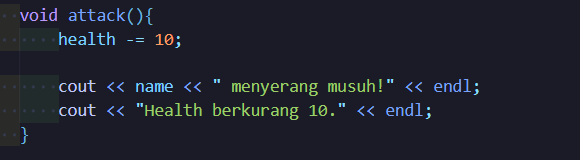 void attack(){
health -= 10;
cout << name << " menyerang musuh!" << endl;
cout << "Health berkurang 10." << endl;
}